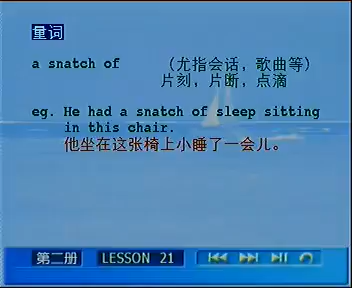 量词
a snatch of （尤指会话，歌曲等）
片刻，片断，点滴
eg. He had a snatch of sleep sitting
in this chair.
他坐在这张椅上小睡了一会儿。
第二册 LESSON 21